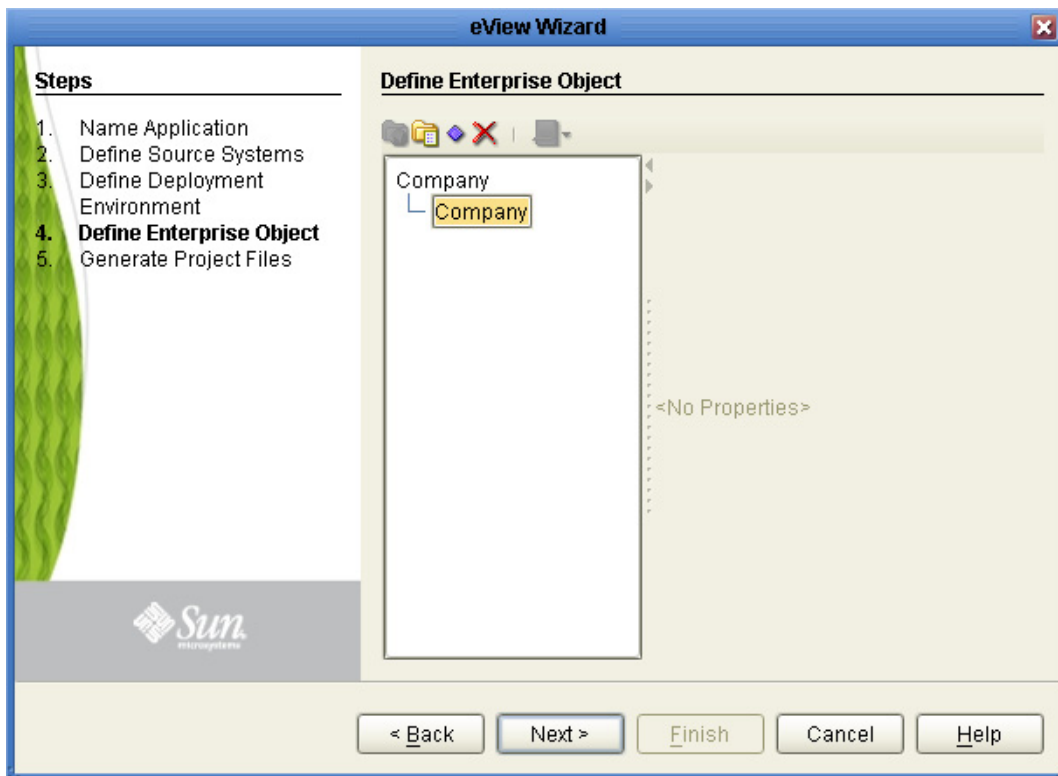 eView Wizard
Steps
1. Name Application
2. Define Source Systems
3. Define Deployment
Environment
4. Define Enterprise Object
5. Generate Project Files
Sun
microsystems
Define Enterprise Object
Company
Company
<No Properties>
< Back
Next >
Finish
Cancel
Help